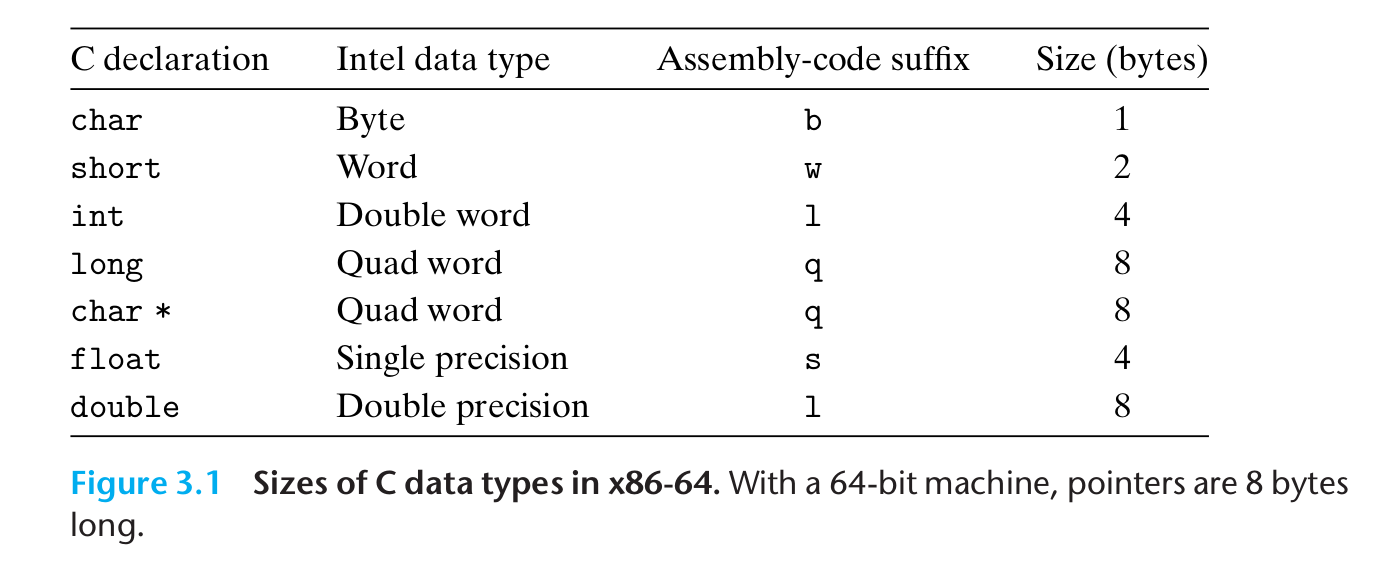 C declaration Intel data type Assembly-code suffix Size (bytes)
char Byte b 1
short Word w 2
int Double word l 4
long Quad word q 8
char * Quad word q 8
float Single precision s 4
double Double precision l 8
Figure 3.1 Sizes of C data types in x86-64. With a 64-bit machine, pointers are 8 bytes
long.